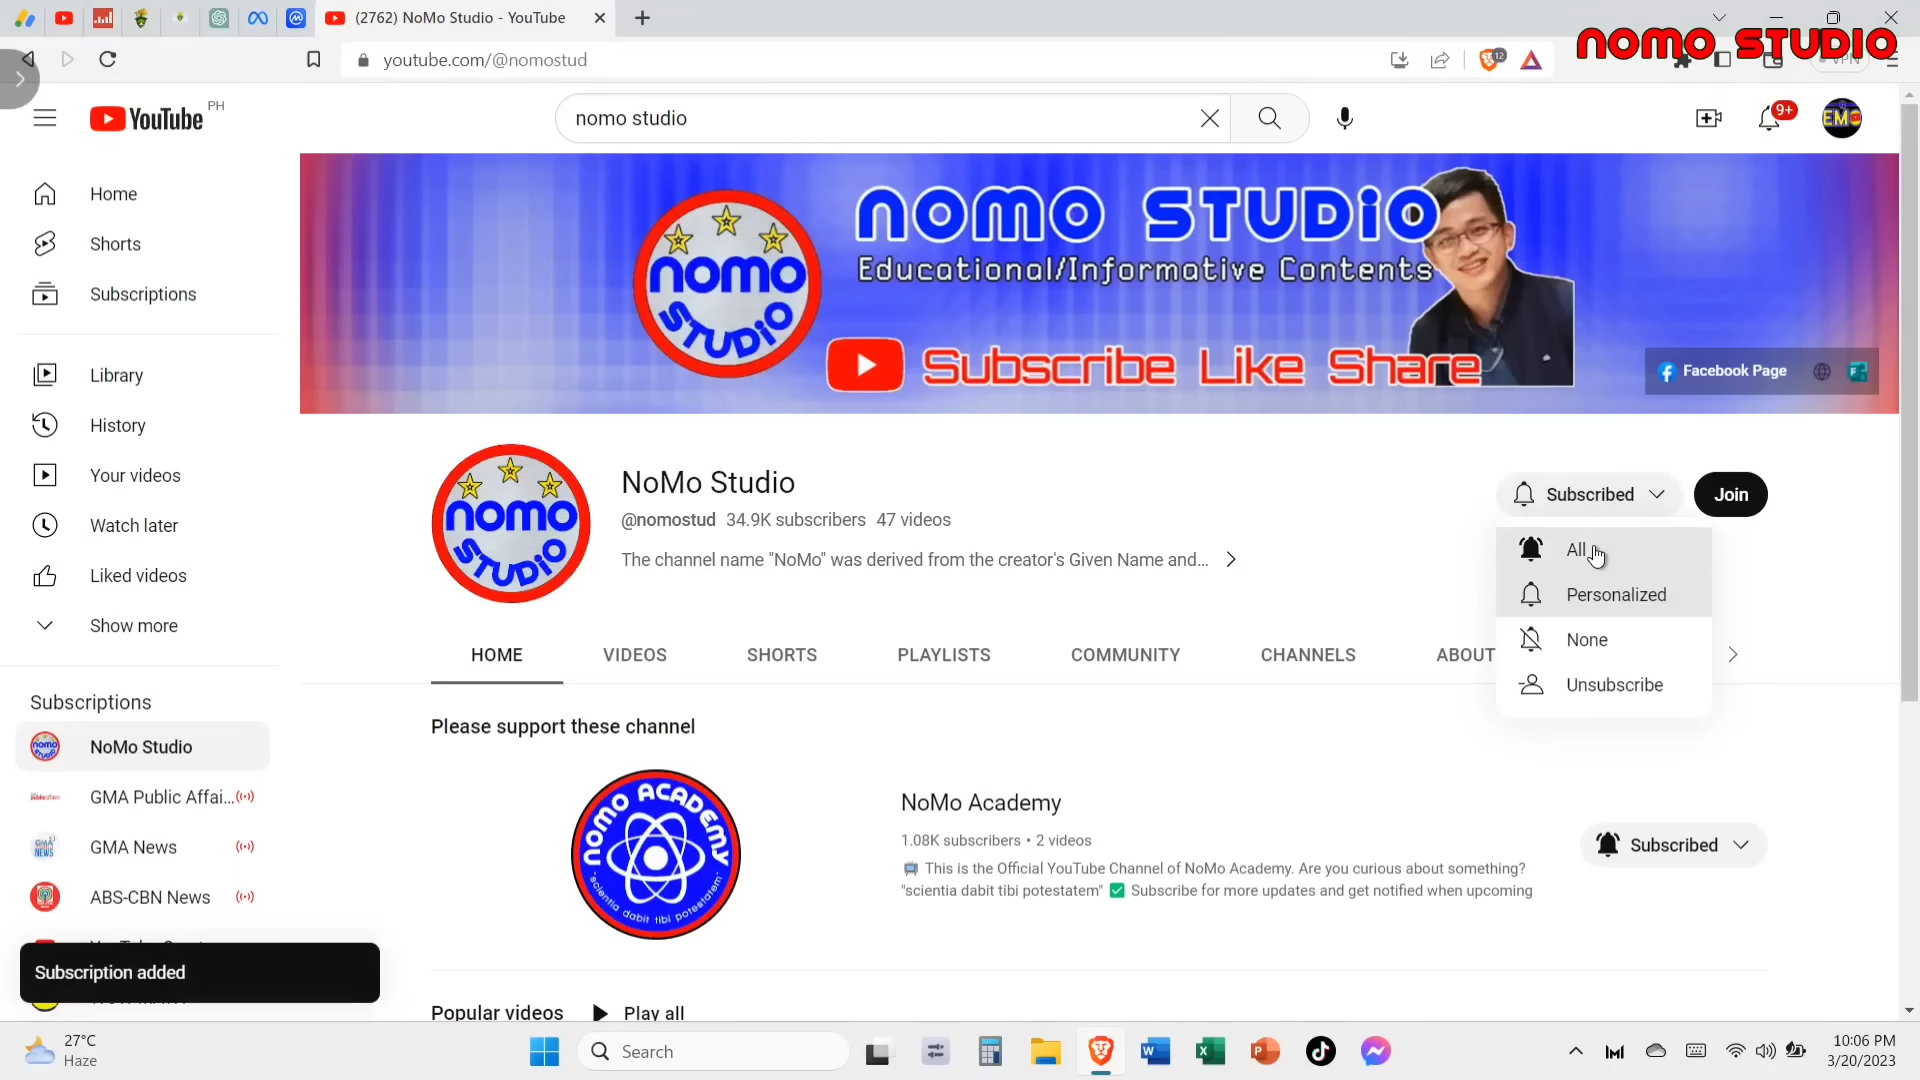 (2762) NoMo Studio - YouTube
nomo STUDiO
youtube.com/@nomostud
12
VPN
YouTube PH
nomo studio
9+
EMO
Home
Shorts
Subscriptions
Library
History
Your videos
Watch later
Liked videos
Show more
Subscriptions
NoMo Studio
GMA Public Affai...
GMA News
ABS-CBN News
Subscription added
nomo STUDiO
nomo STUDiO
Educational/Informative Contents
Subscribe Like Share
Facebook Page
nomo STUDiO
NoMo Studio
@nomostud 34.9K subscribers 47 videos
The channel name "NoMo" was derived from the creator's Given Name and...
Subscribed
Join
All
Personalized
None
Unsubscribe
HOME VIDEOS SHORTS PLAYLISTS COMMUNITY CHANNELS ABOUT
Please support these channel
NOMO ACADEMY
-scientia dabit tibi potestatem-
NoMo Academy
1.08K subscribers • 2 videos
This is the Official YouTube Channel of NoMo Academy. Are you curious about something?
"scientia dabit tibi potestatem" ✅ Subscribe for more updates and get notified when upcoming
Subscribed
Popular videos Play all
27°C
Haze
Search
10:06 PM
3/20/2023